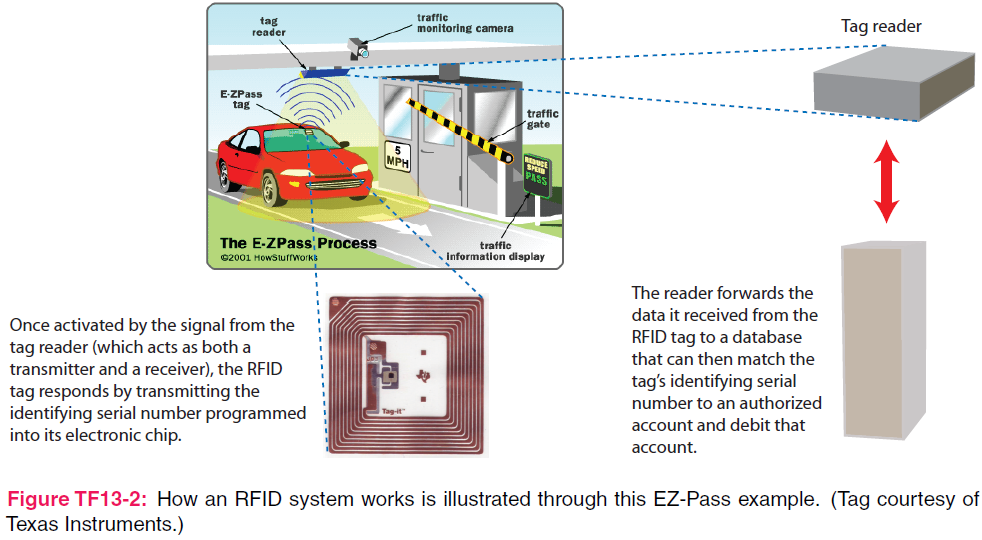 tag
reader
traffic
monitoring camera
Tag reader
E-ZPass
tag
traffic
gate
5
MPH
REDUCE
SPEED
PASS
The E-ZPass Process
©2001 HowStuffWorks
traffic
information display
Once activated by the signal from the
tag reader (which acts as both a
transmitter and a receiver), the RFID
tag responds by transmitting the
identifying serial number programmed
into its electronic chip.
Tag-it™
The reader forwards the
data it received from the
RFID tag to a database
that can then match the
tag's identifying serial
number to an authorized
account and debit that
account.
Figure TF13-2: How an RFID system works is illustrated through this EZ-Pass example. (Tag courtesy of
Texas Instruments.)